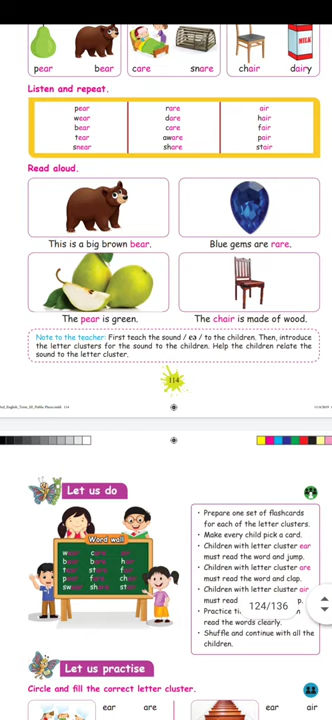 pear bear care snare chair dairy
Listen and repeat.
pear rare air
wear dare hair
bear care fair
tear aware pair
snear share stair
Read aloud.
This is a big brown bear.
Blue gems are rare.
The pear is green.
The chair is made of wood.
Note to the teacher: First teach the sound / eə / to the children. Then, introduce
the letter clusters for the sound to the children. Help the children relate the
sound to the letter cluster.
114
Let us do
Word wall
• Prepare one set of flashcards
for each of the letter clusters.
• Make every child pick a card.
• Children with letter cluster ear
must read the word and jump.
• Children with letter cluster are
must read the word and clap.
• Children with letter cluster air
must read
• Practice
read the words clearly.
• Shuffle and continue with all the
children.
124/136
Let us practise
Circle and fill the correct letter cluster.
ear are
ear air
MILK